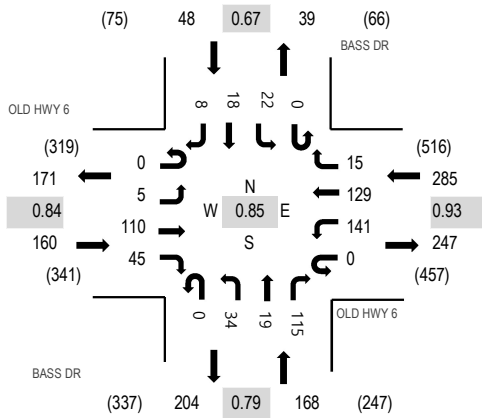 (75) 48 0.67 39 (66)
BASS DR
OLD HWY 6
8 18 22 0
(319)
171
0.84
160
(341)
0
5
110
45
N
W 0.85 E
S
15
129
141
0
(516)
285
0.93
247
(457)
0 34 19 115
OLD HWY 6
BASS DR
(337) 204 0.79 168 (247)